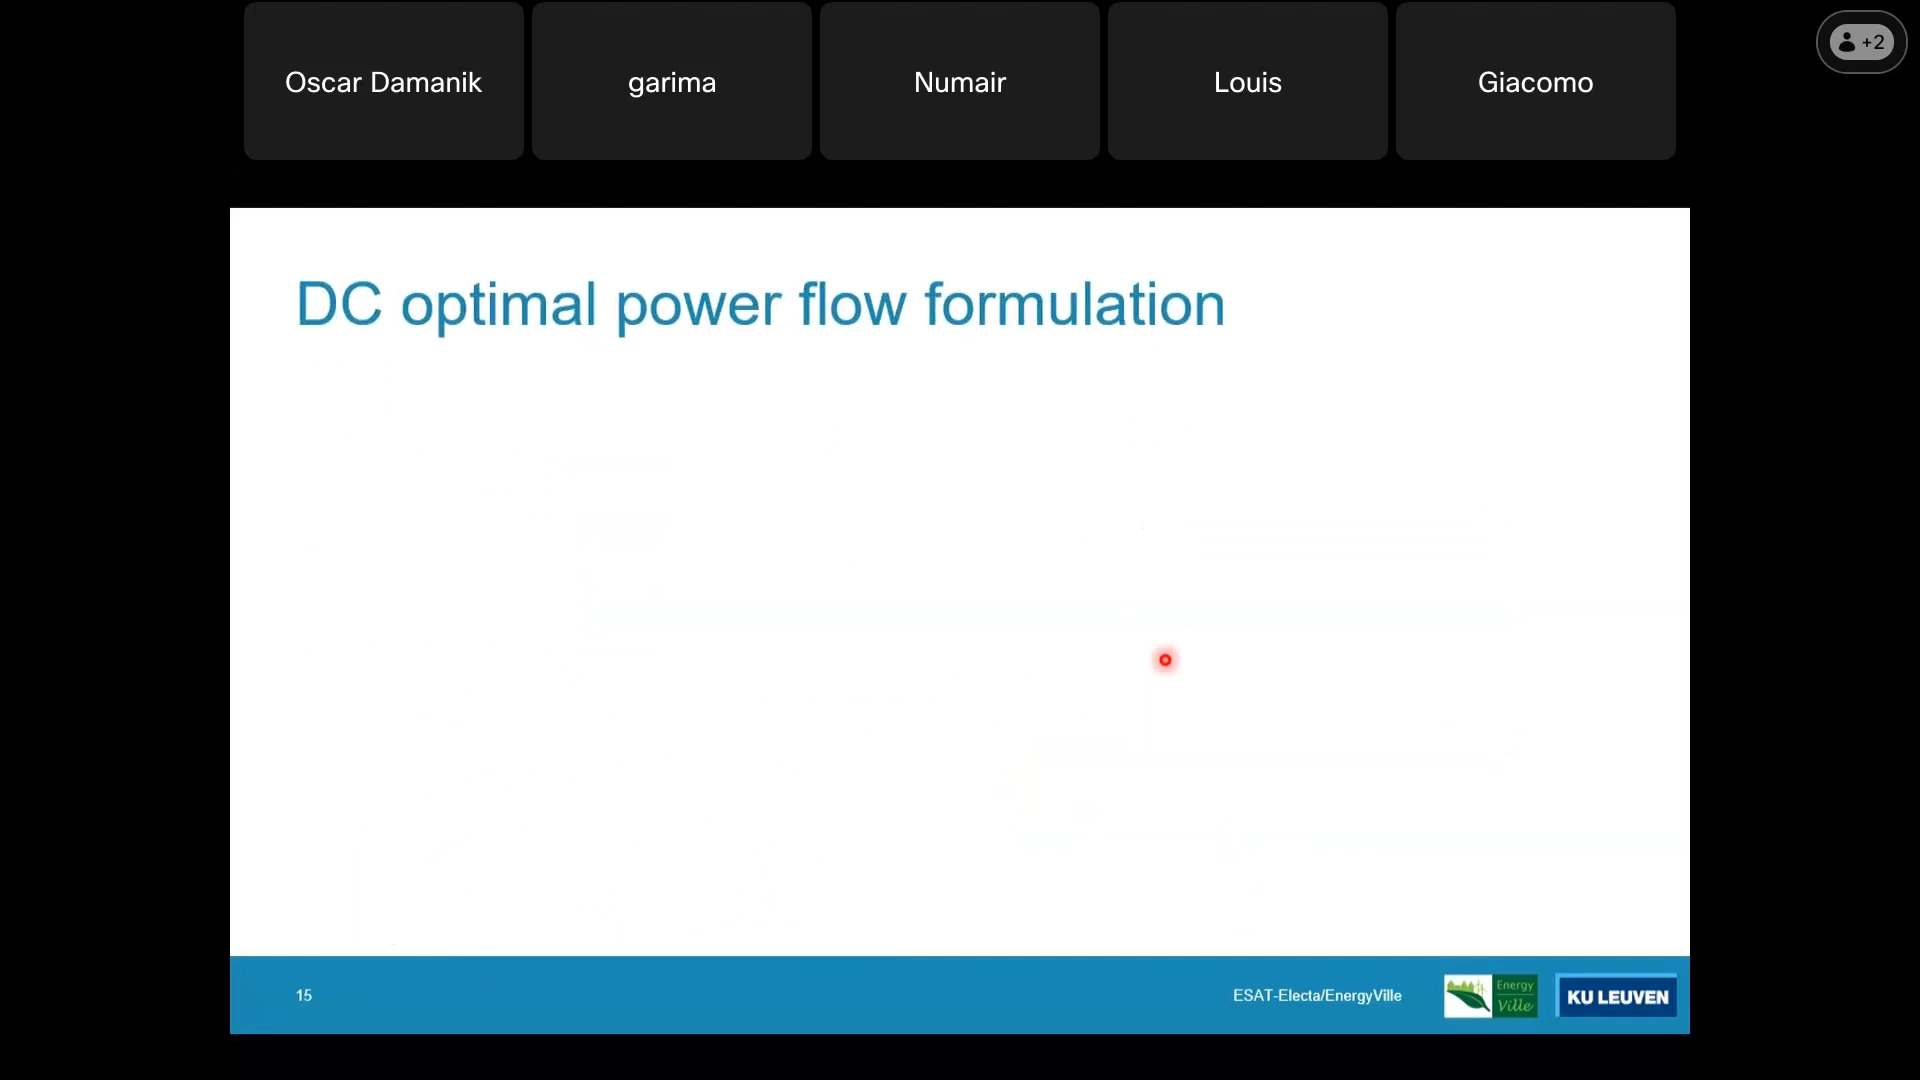 Oscar Damanik
garima
Numair
Louis
Giacomo
+2
DC optimal power flow formulation
15
ESAT-Electa/EnergyVille
Energy
Ville
KU LEUVEN